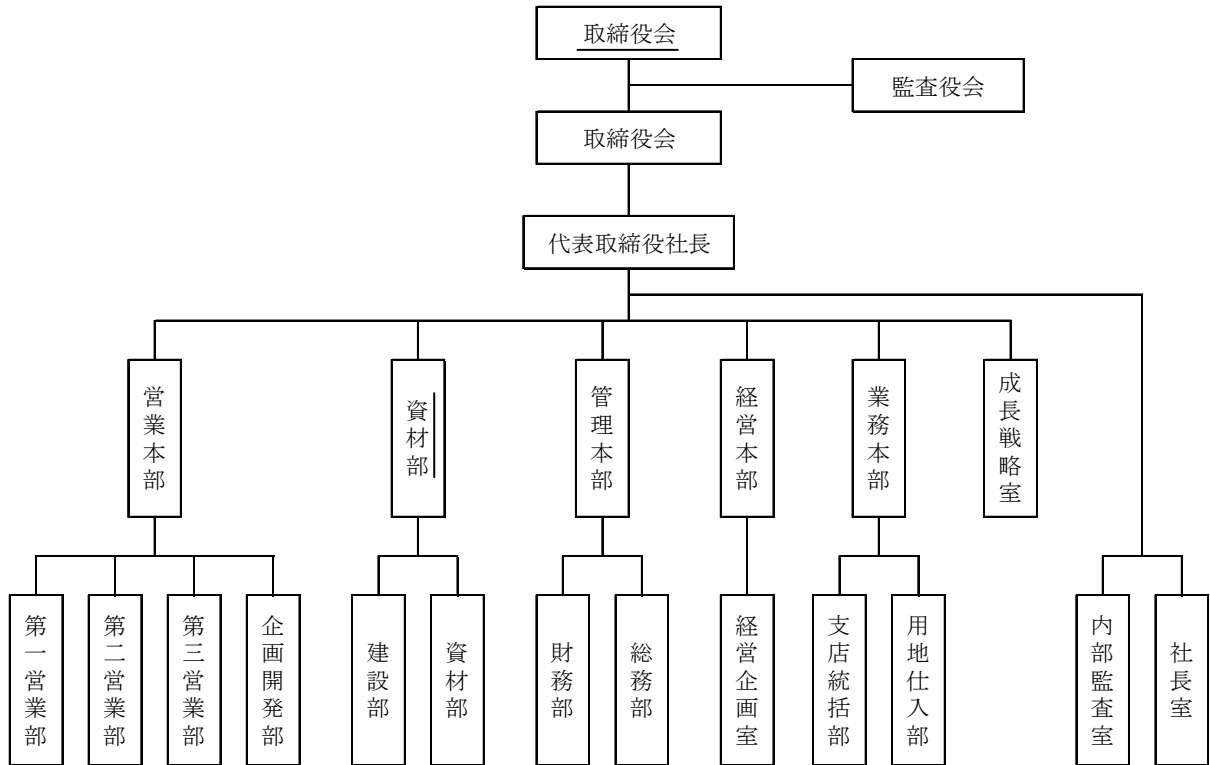 取締役会
監査役会
取締役会
代表取締役社長
営業本部
資材部
管理本部
経営本部
業務本部
成長戦略室
第一営業部
第二営業部
第三営業部
企画開発部
建設部
資材部
財務部
総務部
経営企画室
支店統括部
用地仕入部
内部監査室
社長室